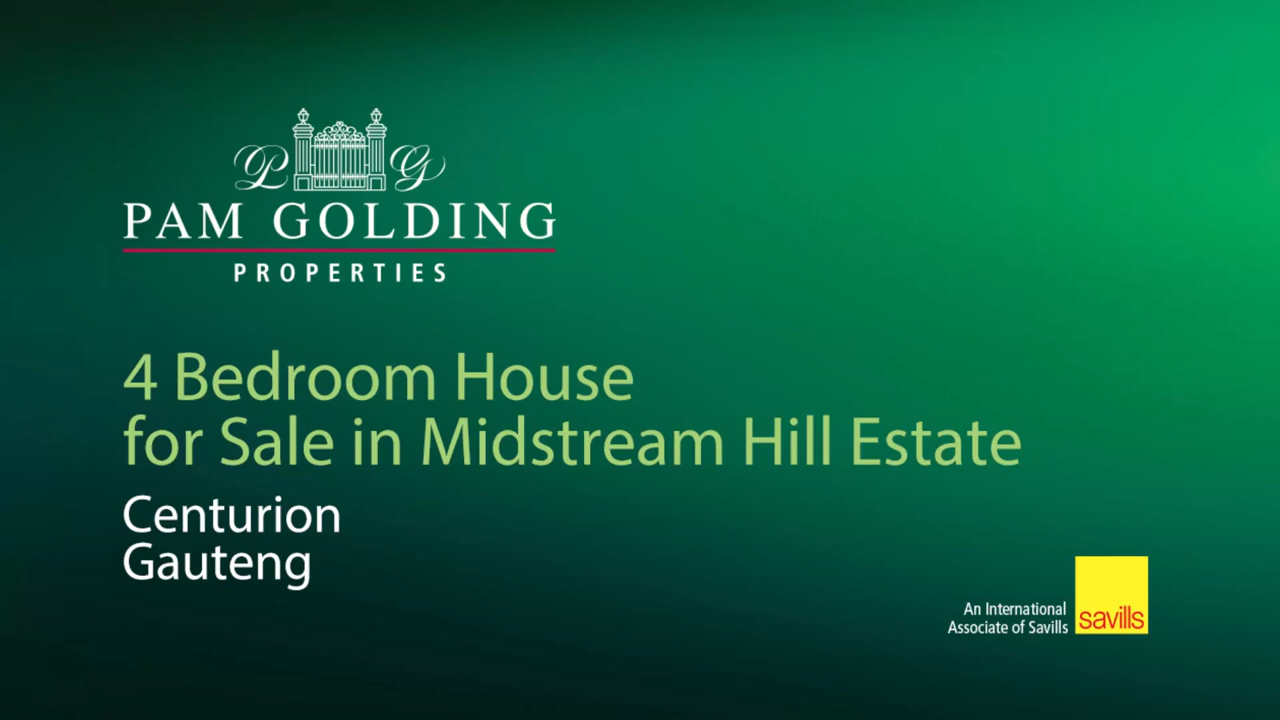 P G
PAM GOLDING
PROPERTIES
4 Bedroom House
for Sale in Midstream Hill Estate
Centurion
Gauteng
An International
Associate of Savills
savills